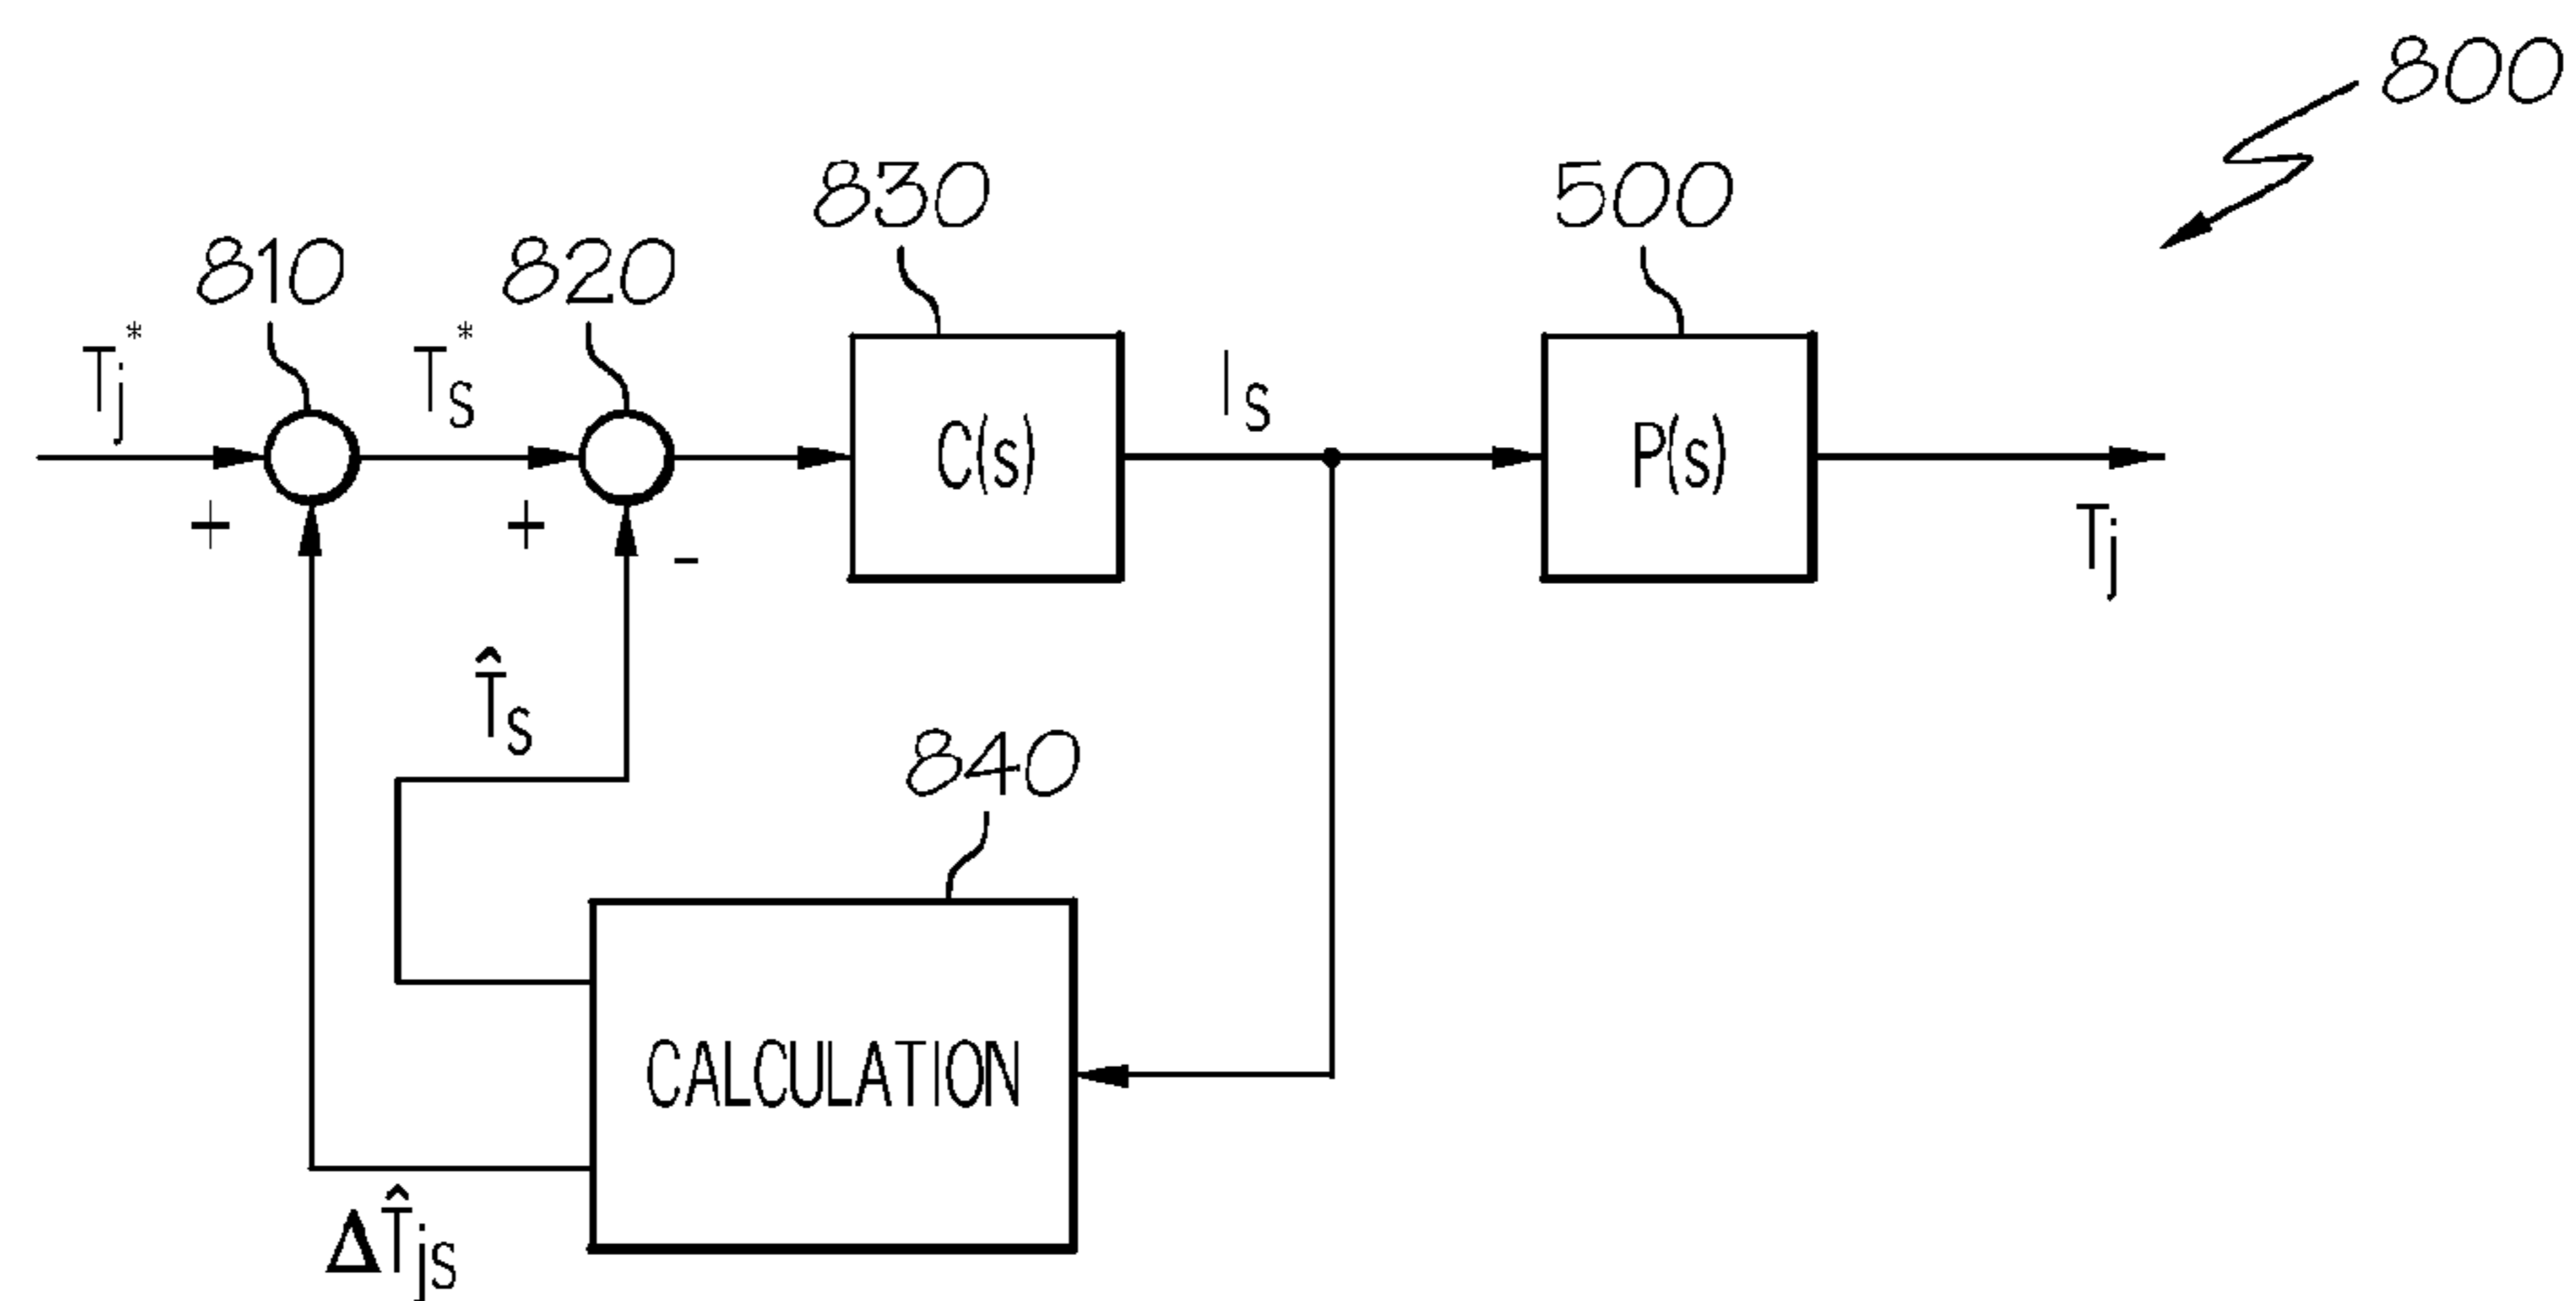 800
830
500
810
820
Tj*
Ts*
C(s)
Is
P(s)
+
+
-
Tj
T̂s
840
CALCULATION
ΔT̂js